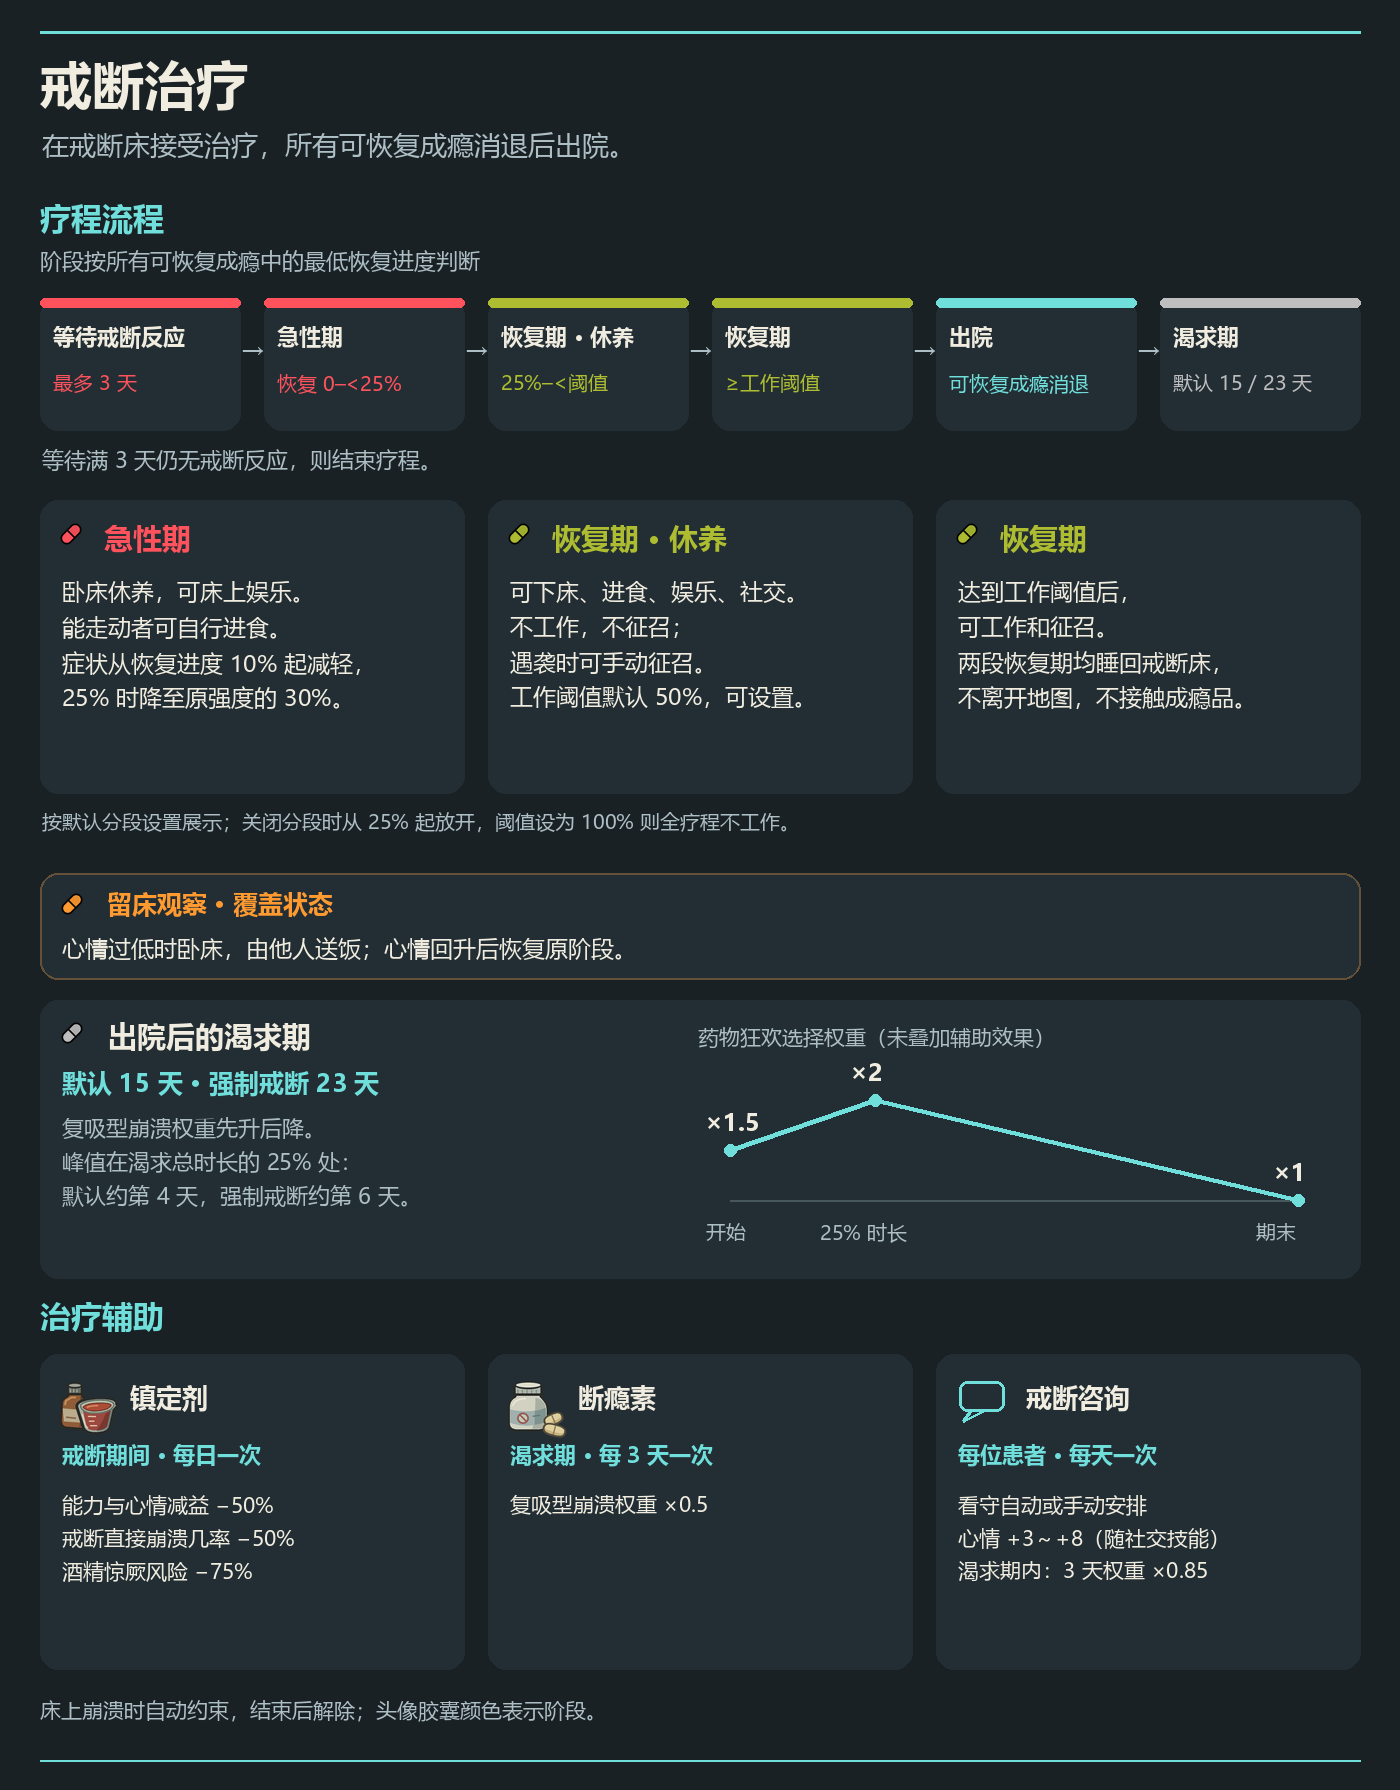 戒断治疗
在戒断床接受治疗，所有可恢复成瘾消退后出院。
疗程流程
阶段按所有可恢复成瘾中的最低恢复进度判断
等待戒断反应
最多 3 天
→
急性期
恢复 0–<25%
→
恢复期・休养
25%–<阈值
→
恢复期
≥工作阈值
→
出院
可恢复成瘾消退
→
渴求期
默认 15 / 23 天
等待满 3 天仍无戒断反应，则结束疗程。
急性期
卧床休养，可床上娱乐。
能走动者可自行进食。
症状从恢复进度 10% 起减轻，
25% 时降至原强度的 30%。
恢复期・休养
可下床、进食、娱乐、社交。
不工作，不征召；
遇袭时可手动征召。
工作阈值默认 50%，可设置。
恢复期
达到工作阈值后，
可工作和征召。
两段恢复期均睡回戒断床，
不离开地图，不接触成瘾品。
按默认分段设置展示；关闭分段时从 25% 起放开，阈值设为 100% 则全疗程不工作。
留床观察・覆盖状态
心情过低时卧床，由他人送饭；心情回升后恢复原阶段。
出院后的渴求期
默认 15 天・强制戒断 23 天
复吸型崩溃权重先升后降。
峰值在渴求总时长的 25% 处：
默认约第 4 天，强制戒断约第 6 天。
药物狂欢选择权重（未叠加辅助效果）
×1.5
×2
×1
开始
25% 时长
期末
治疗辅助
镇定剂
戒断期间・每日一次
能力与心情减益 −50%
戒断直接崩溃几率 −50%
酒精惊厥风险 −75%
断瘾素
渴求期・每 3 天一次
复吸型崩溃权重 ×0.5
戒断咨询
每位患者・每天一次
看守自动或手动安排
心情 +3～+8（随社交技能）
渴求期内：3 天权重 ×0.85
床上崩溃时自动约束，结束后解除；头像胶囊颜色表示阶段。